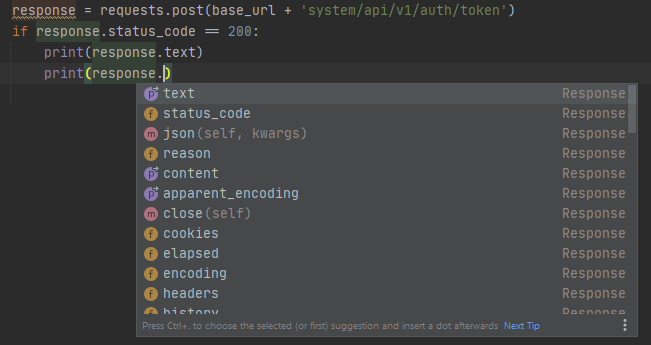 response = requests.post(base_url + 'system/api/v1/auth/token')
if response.status_code == 200:
    print(response.text)
    print(response.)
p text Response
f status_code Response
m json(self, kwargs) Response
f reason Response
p content Response
p apparent_encoding Response
m close(self) Response
f cookies Response
f elapsed Response
f encoding Response
f headers Response
f history Response
Press Ctrl+. to choose the selected (or first) suggestion and insert a dot afterwards Next Tip